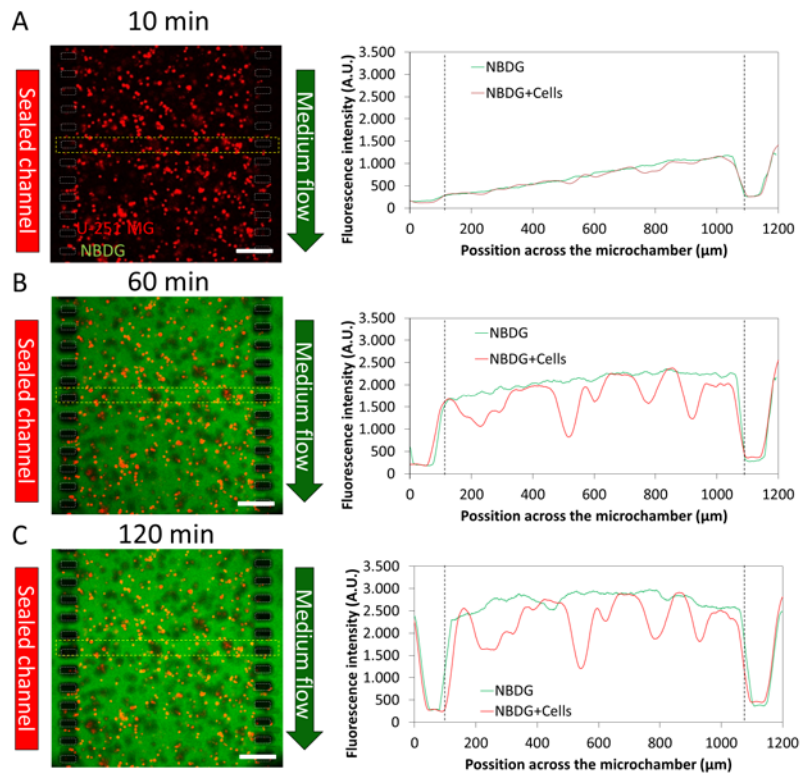 A
10 min
Sealed channel
U-251 MG
NBDG
Medium flow
Fluorescence intensity (A.U.)
3.500
3.000
2.500
2.000
1.500
1.000
500
0
NBDG
NBDG+Cells
0 200 400 600 800 1000 1200
Possition across the microchamber (µm)
B
60 min
Sealed channel
Medium flow
Fluorescence intensity (A.U.)
3.500
3.000
2.500
2.000
1.500
1.000
500
0
NBDG
NBDG+Cells
0 200 400 600 800 1000 1200
Possition across the microchamber (µm)
C
120 min
Sealed channel
Medium flow
Fluorescence intensity (A.U.)
3.500
3.000
2.500
2.000
1.500
1.000
500
0
NBDG
NBDG+Cells
0 200 400 600 800 1000 1200
Possition across the microchamber (µm)